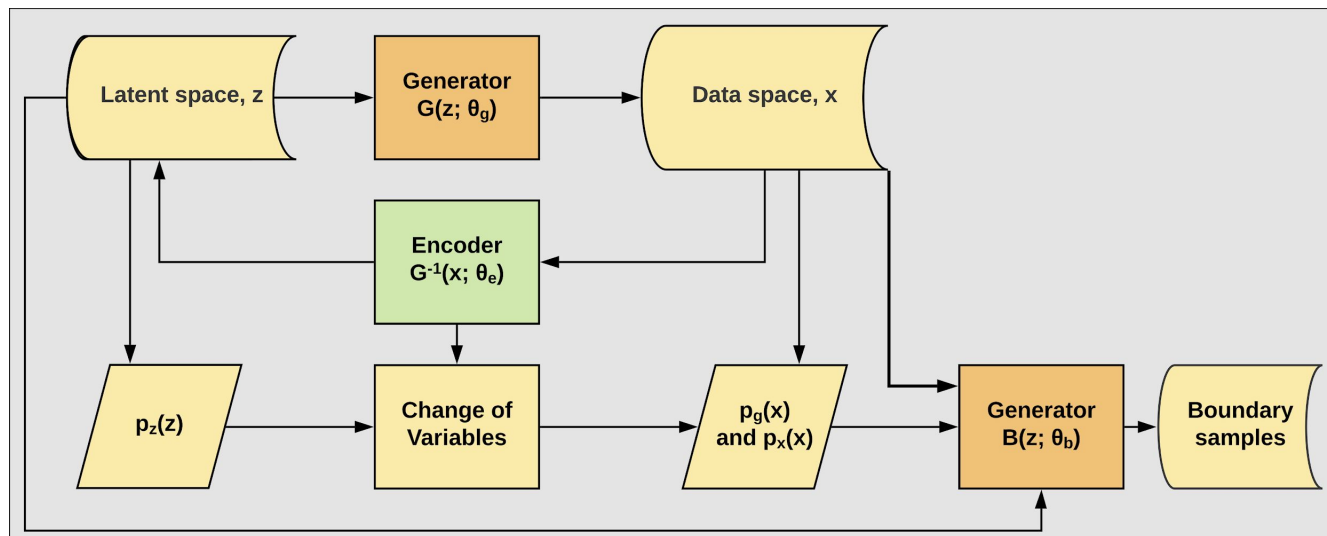 Latent space, z
Generator
G(z; θg)
Data space, x
Encoder
G-1(x; θe)
pz(z)
Change of
Variables
pg(x)
and px(x)
Generator
B(z; θb)
Boundary
samples